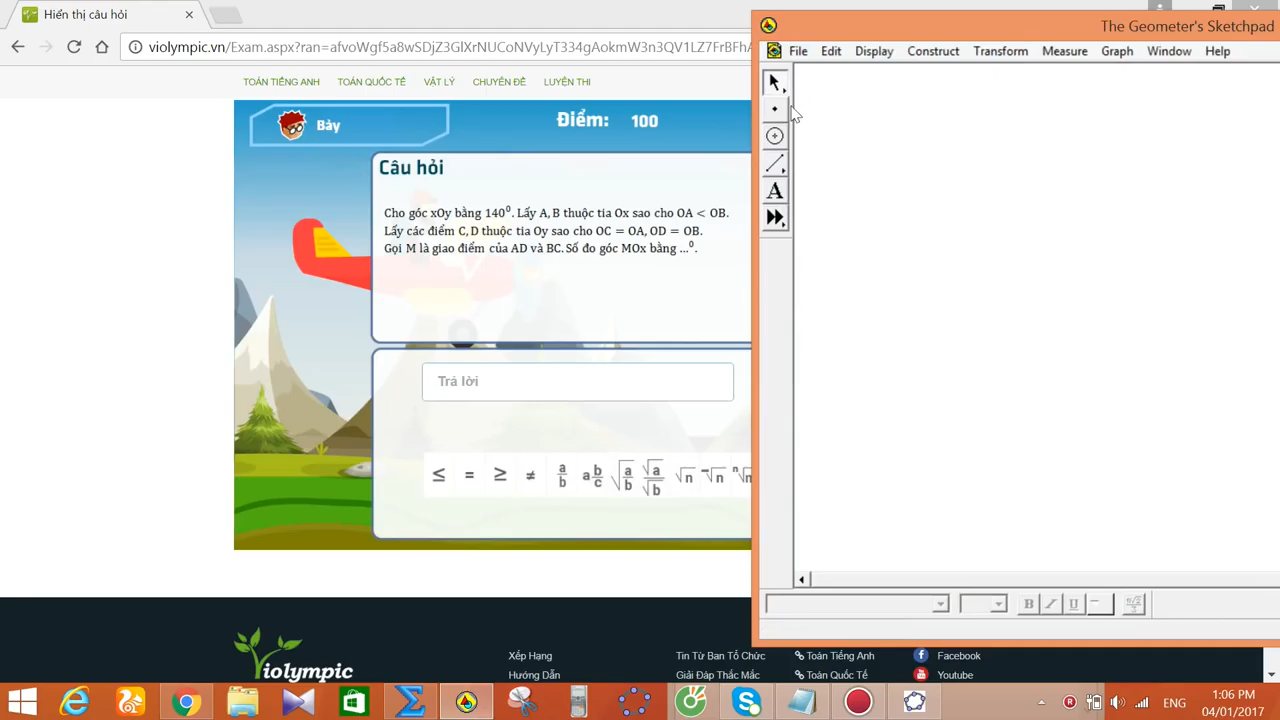 Hiển thị câu hỏi
The Geometer's Sketchpad
violympic.vn/Exam.aspx?ran=afvoWgf5a8wSDJZ3GlXrNUCoNVyLyT334gAokmW3n3QV1LZ7FrB8FhA
File Edit Display Construct Transform Measure Graph Window Help
TOÁN TIẾNG ANH TOÁN QUỐC TẾ VẬT LÝ CHUYÊN ĐỀ LUYỆN THI
Bảy
Điểm: 100
Câu hỏi
Cho góc xOy bằng 140⁰. Lấy A, B thuộc tia Ox sao cho OA < OB.
Lấy các điểm C, D thuộc tia Oy sao cho OC = OA, OD = OB.
Gọi M là giao điểm của AD và BC. Số đo góc MOx bằng ...⁰.
A
Trả lời
≤ = ≥ ≠ a/b a b/c √a/b √a/√b √n −√n ⁿ√n
B I U
iolympic
Xếp Hạng Tin Từ Ban Tổ Chức Toán Tiếng Anh Facebook
Hướng Dẫn Giải Đáp Thắc Mắc Toán Quốc Tế Youtube
ENG
1:06 PM
04/01/2017